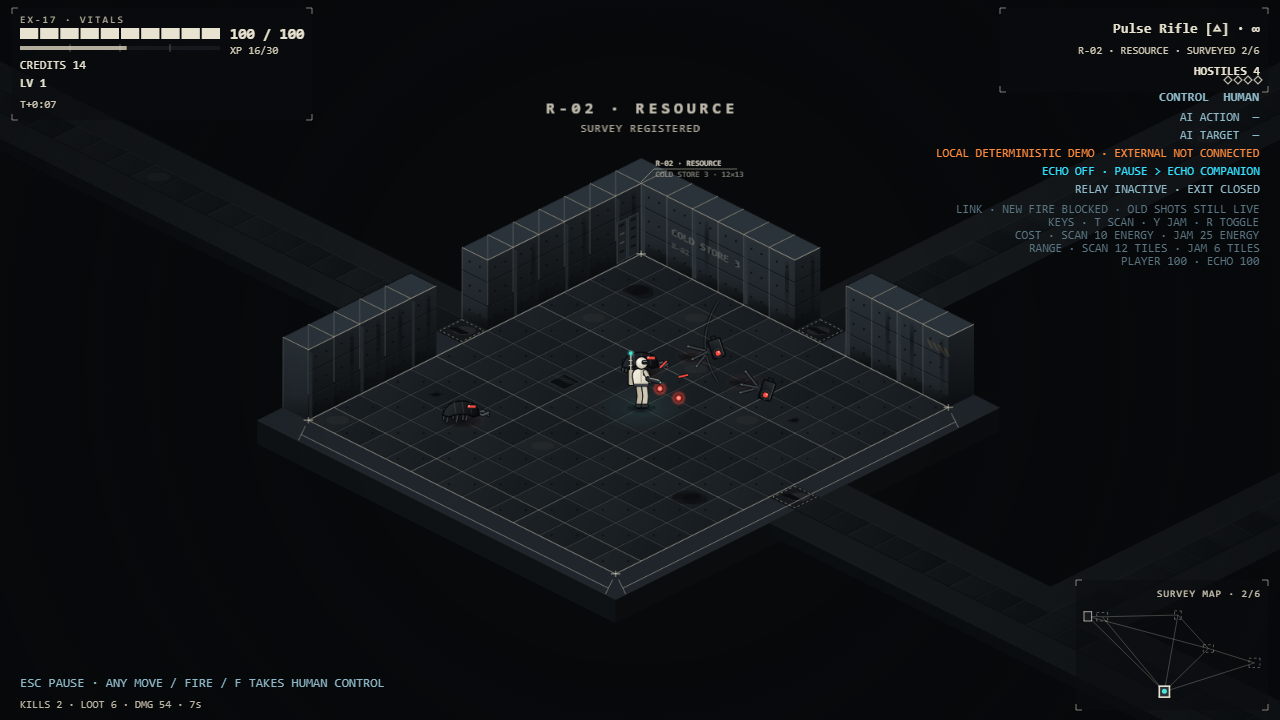 EX-17 · VITALS
100 / 100
XP 16/30
CREDITS 14
LV 1
T+0:07
Pulse Rifle [▲] · ∞
R-02 · RESOURCE · SURVEYED 2/6
HOSTILES 4
CONTROL HUMAN
AI ACTION —
AI TARGET —
LOCAL DETERMINISTIC DEMO · EXTERNAL NOT CONNECTED
ECHO OFF · PAUSE > ECHO COMPANION
RELAY INACTIVE · EXIT CLOSED
LINK · NEW FIRE BLOCKED · OLD SHOTS STILL LIVE
KEYS · T SCAN · Y JAM · R TOGGLE
COST · SCAN 10 ENERGY · JAM 25 ENERGY
RANGE · SCAN 12 TILES · JAM 6 TILES
PLAYER 100 · ECHO 100
R-02 · RESOURCE
SURVEY REGISTERED
R-02 · RESOURCE
COLD STORE 3 · 12×13
COLD STORE 3
R-02
SURVEY MAP · 2/6
ESC PAUSE · ANY MOVE / FIRE / F TAKES HUMAN CONTROL
KILLS 2 · LOOT 6 · DMG 54 · 7s